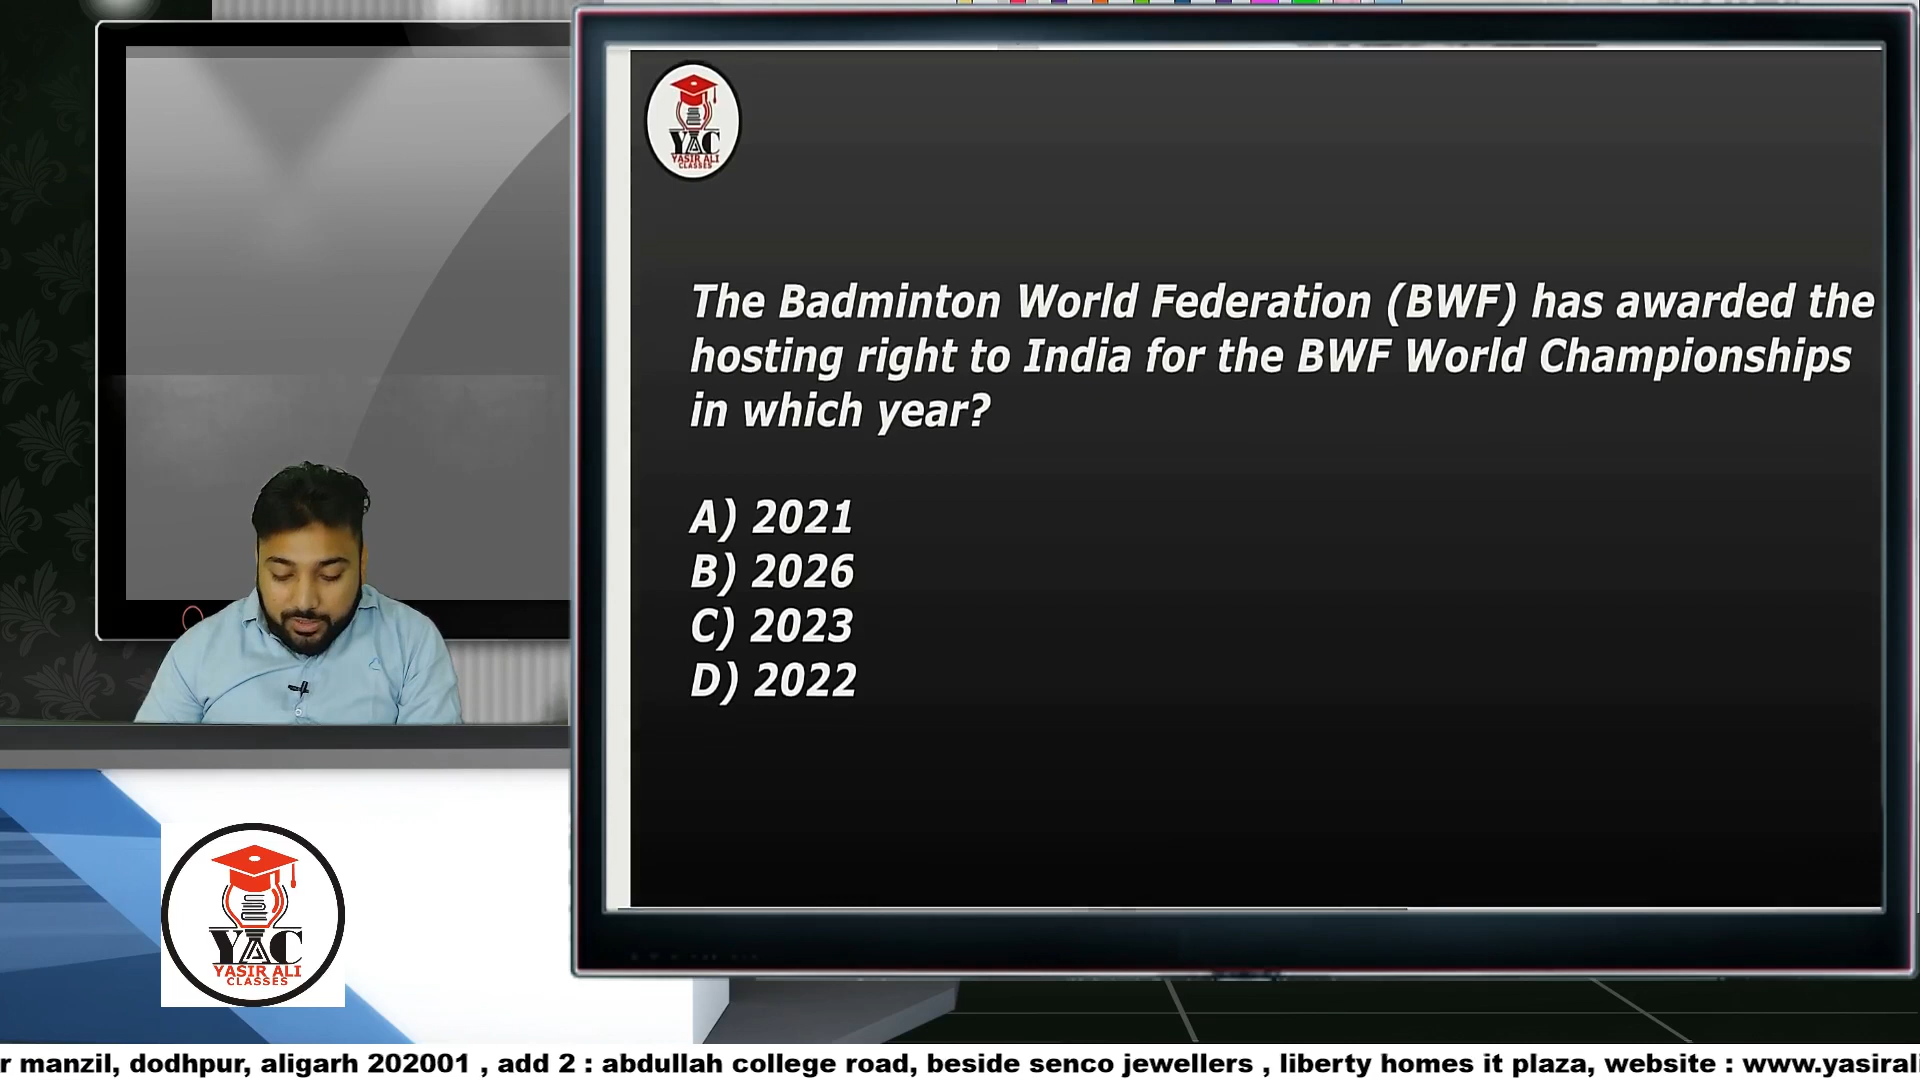 YAC
YASIR ALI
CLASSES
The Badminton World Federation (BWF) has awarded the
hosting right to India for the BWF World Championships
in which year?
A) 2021
B) 2026
C) 2023
D) 2022
YAC
YASIR ALI
CLASSES
r manzil, dodhpur, aligarh 202001 , add 2 : abdullah college road, beside senco jewellers , liberty homes it plaza, website : www.yasirali